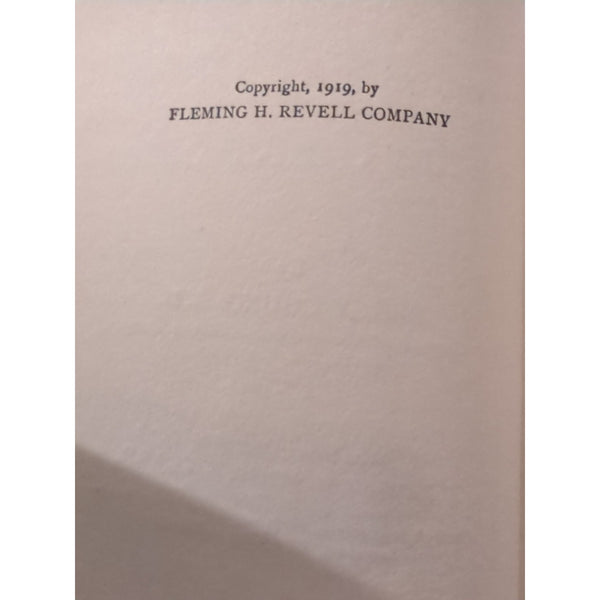 Copyright, 1919, by
FLEMING H. REVELL COMPANY